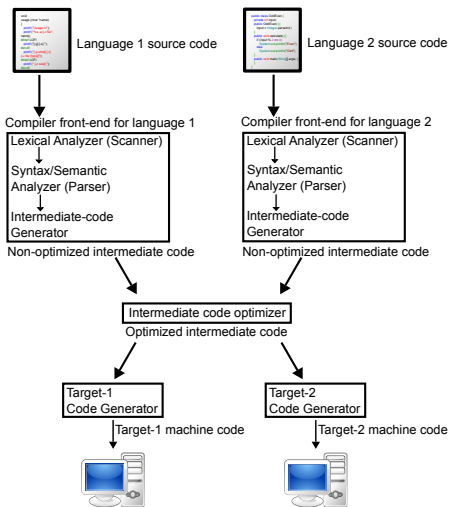 Language 1 source code
Language 2 source code
Compiler front-end for language 1
Lexical Analyzer (Scanner)
Syntax/Semantic
Analyzer (Parser)
Intermediate-code
Generator
Non-optimized intermediate code
Compiler front-end for language 2
Lexical Analyzer (Scanner)
Syntax/Semantic
Analyzer (Parser)
Intermediate-code
Generator
Non-optimized intermediate code
Intermediate code optimizer
Optimized intermediate code
Target-1
Code Generator
Target-1 machine code
Target-2
Code Generator
Target-2 machine code